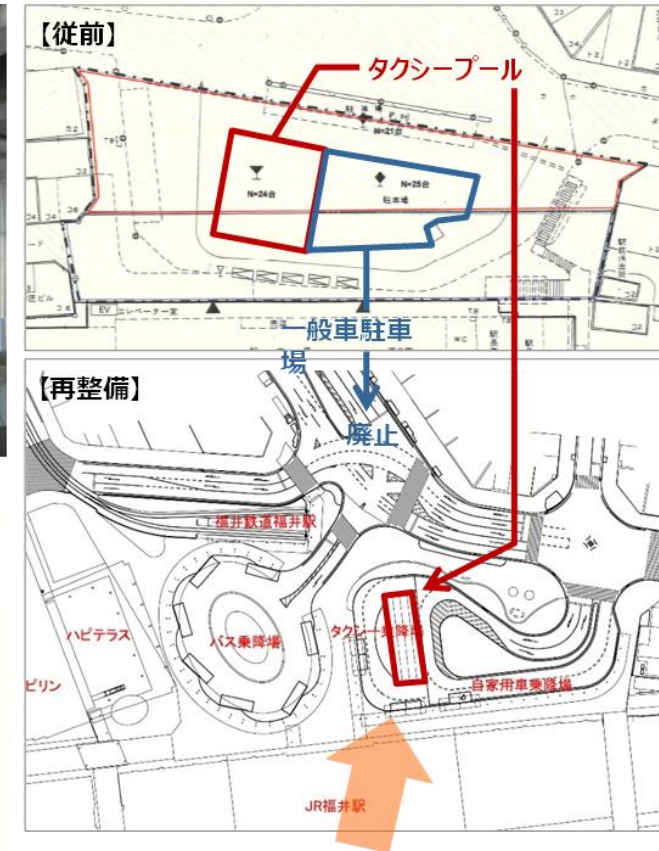 【従前】
タクシープール
N=21台
N=24台
N=25台
駐車場
EV
エレベーター室
一般車駐車
場
【再整備】
廃止
福井鉄道福井駅
ハピテラス
バス乗降場
タクシー乗降場
ピリン
自家用車乗降場
JR福井駅